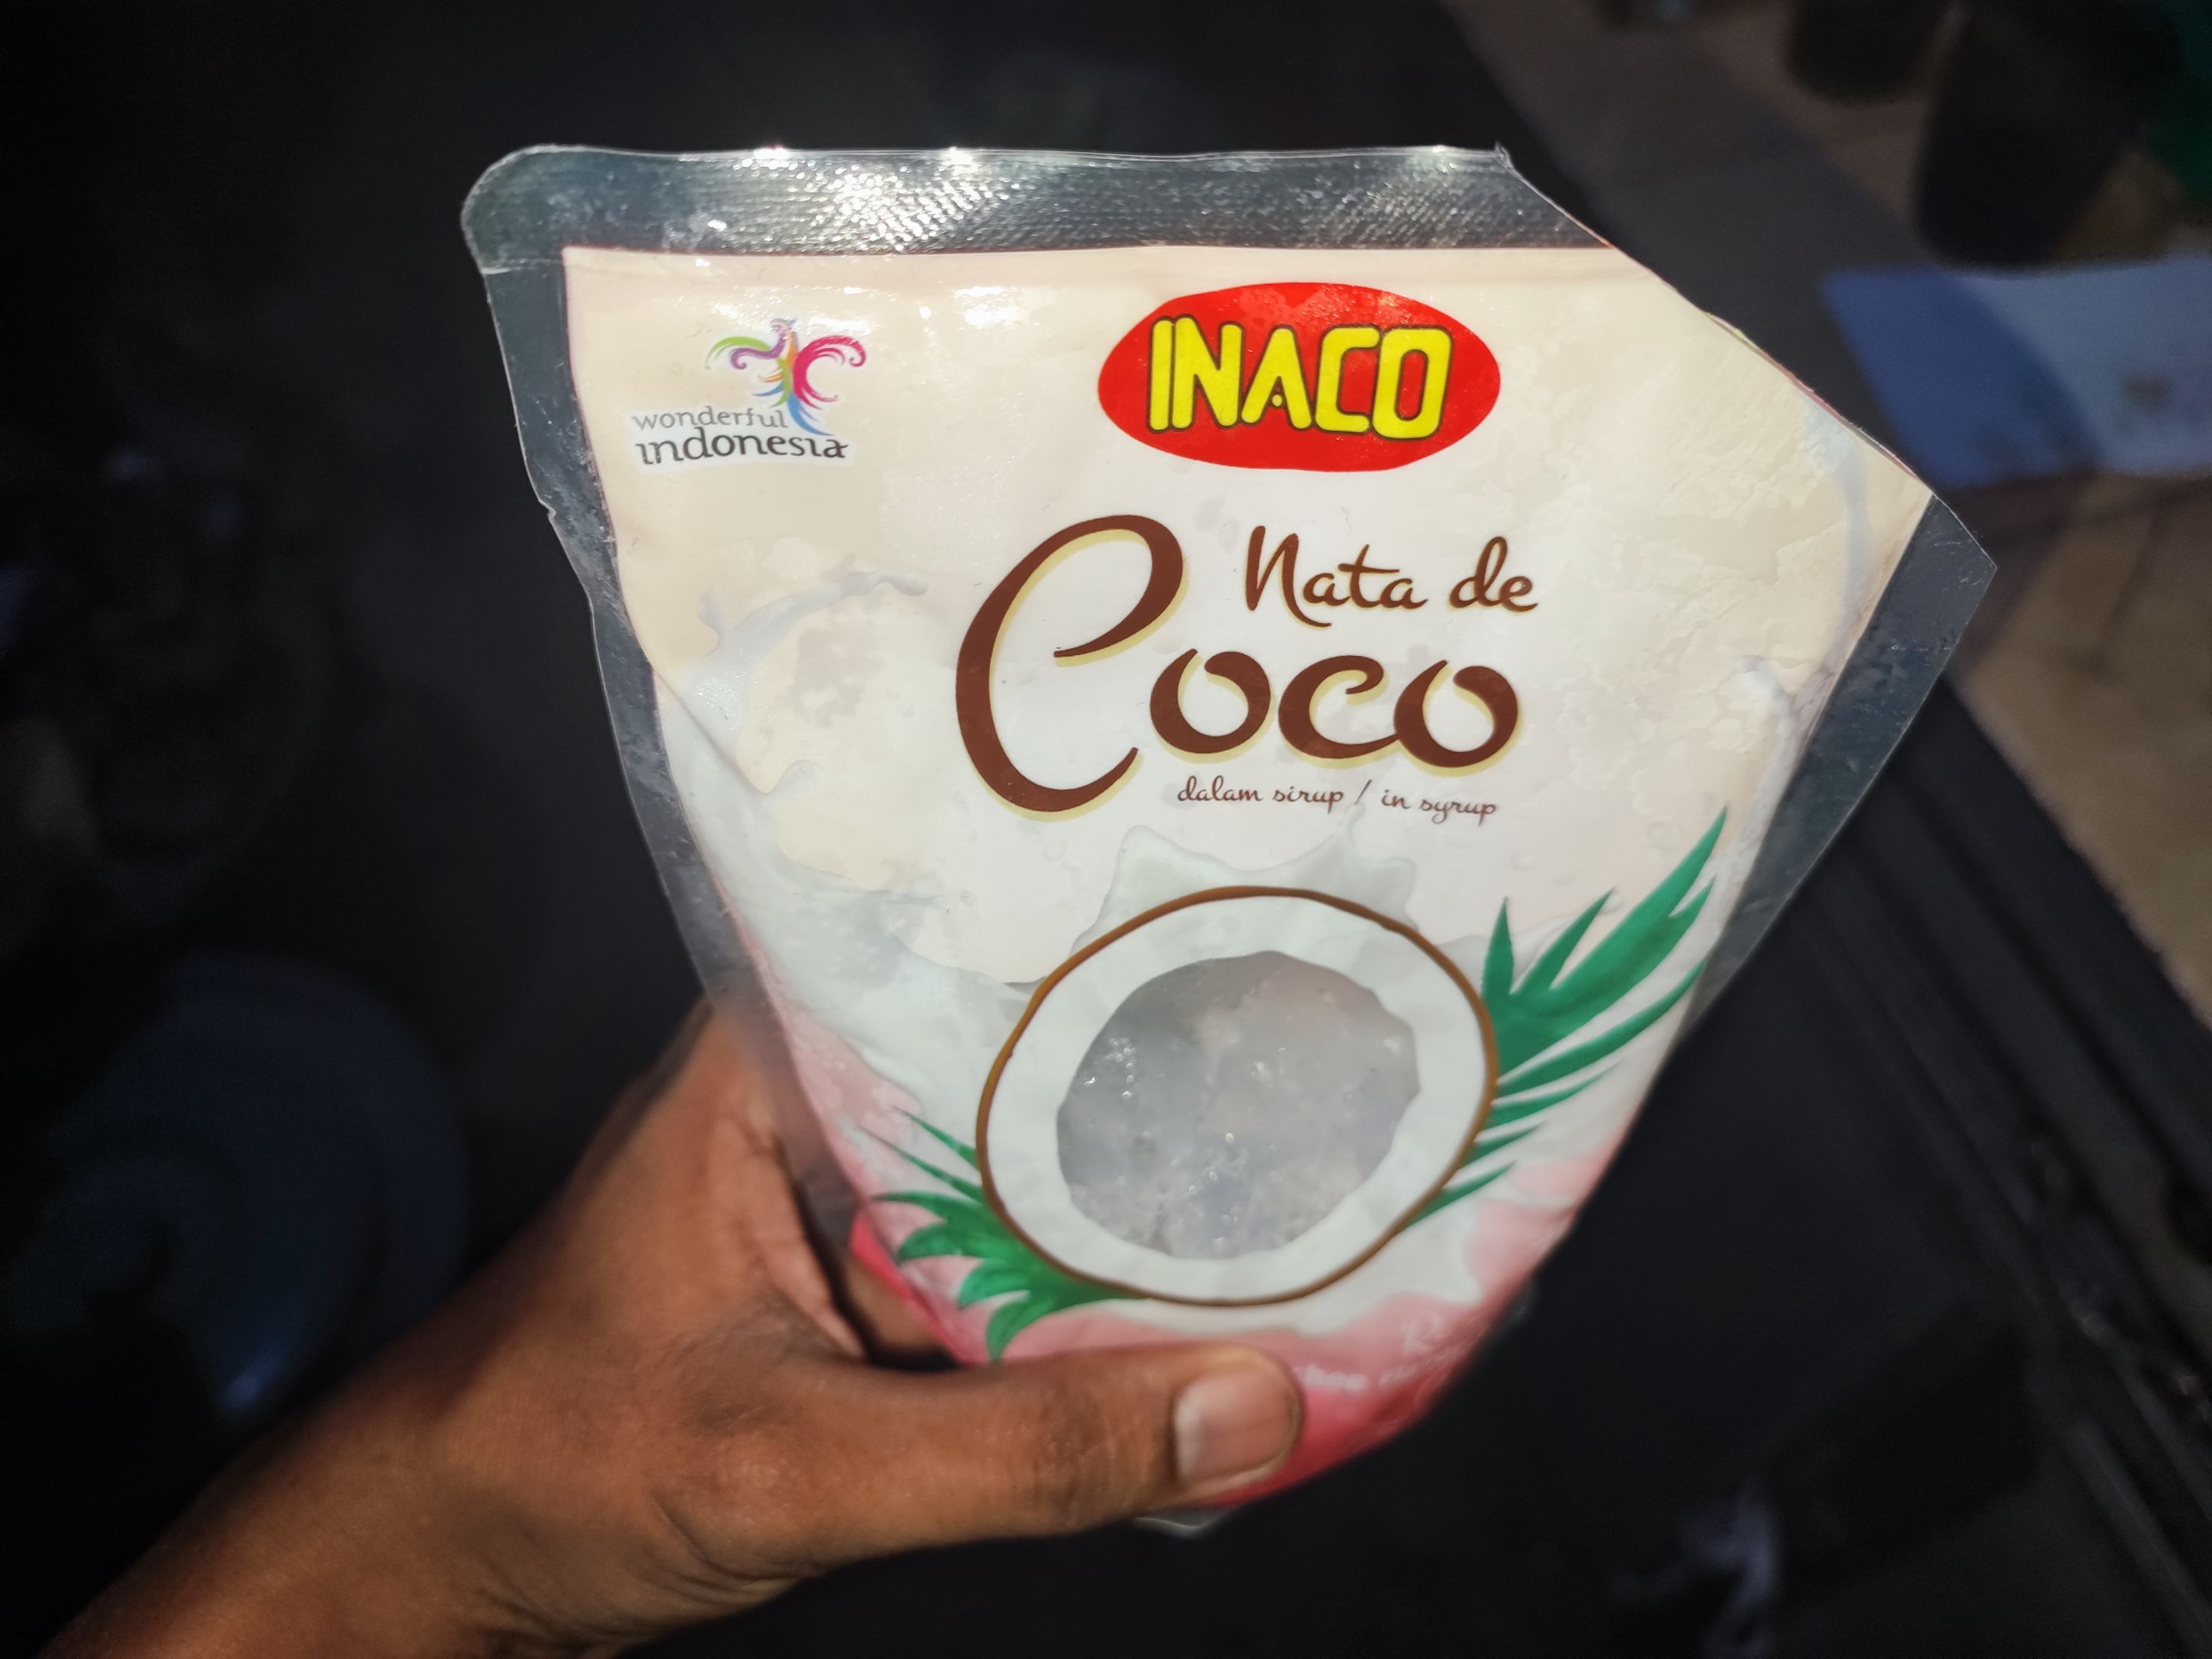 wonderful
indonesia
INACO
Nata de
Coco
dalam sirup / in syrup